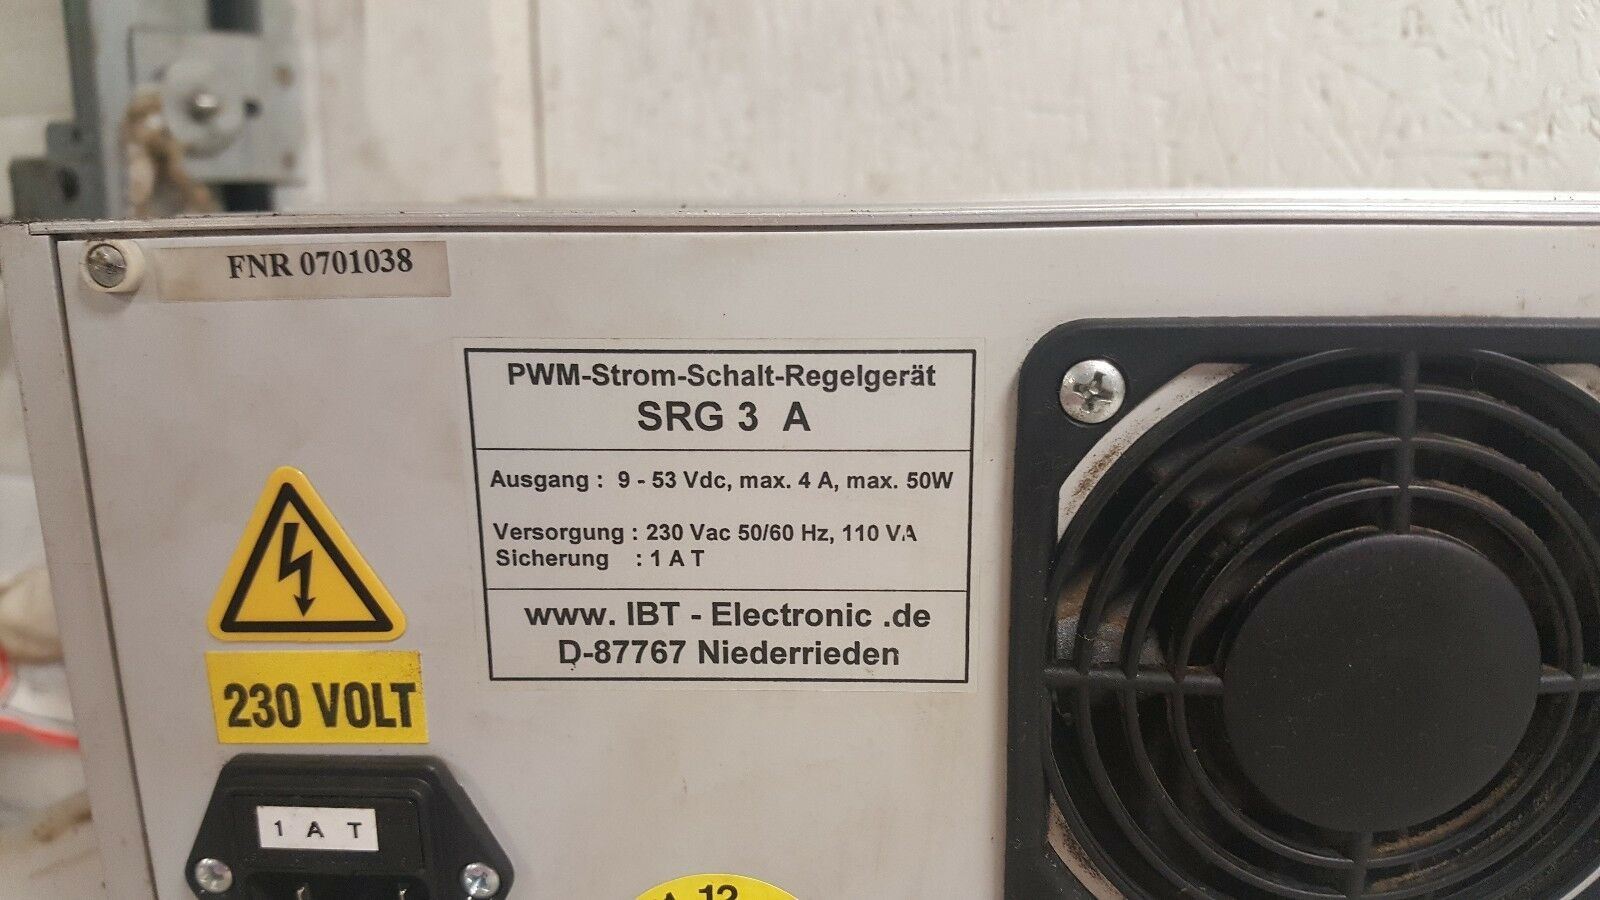 FNR 0701038
PWM-Strom-Schalt-Regelgerät
SRG 3 A
Ausgang : 9 - 53 Vdc, max. 4 A, max. 50W
Versorgung : 230 Vac 50/60 Hz, 110 VA
Sicherung : 1 A T
www. IBT - Electronic .de
D-87767 Niederrieden
230 VOLT
1 A T
12